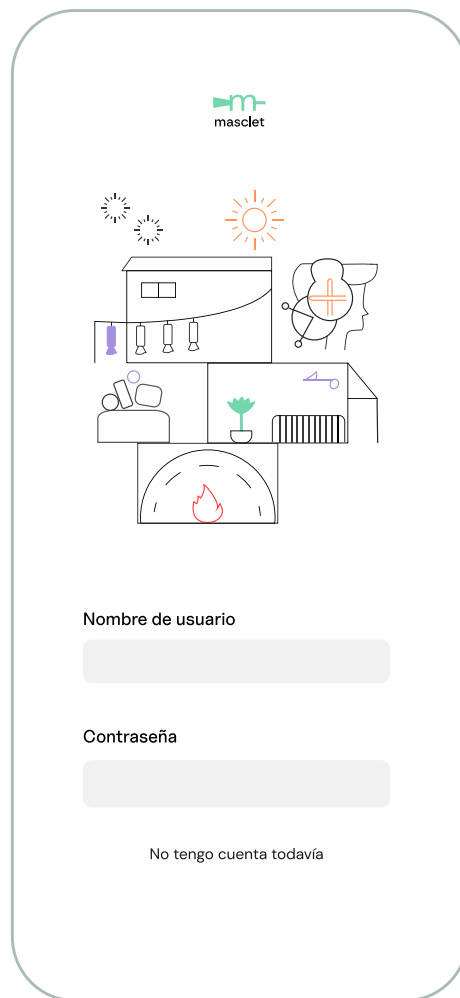 m
masclet
Nombre de usuario
Contraseña
No tengo cuenta todavía